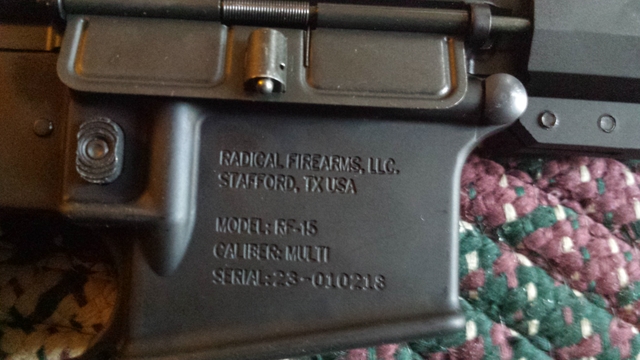 RADICAL FIREARMS, LLC.
STAFFORD, TX USA
MODEL: RF-15
CALIBER: MULTI
SERIAL: 23-010218